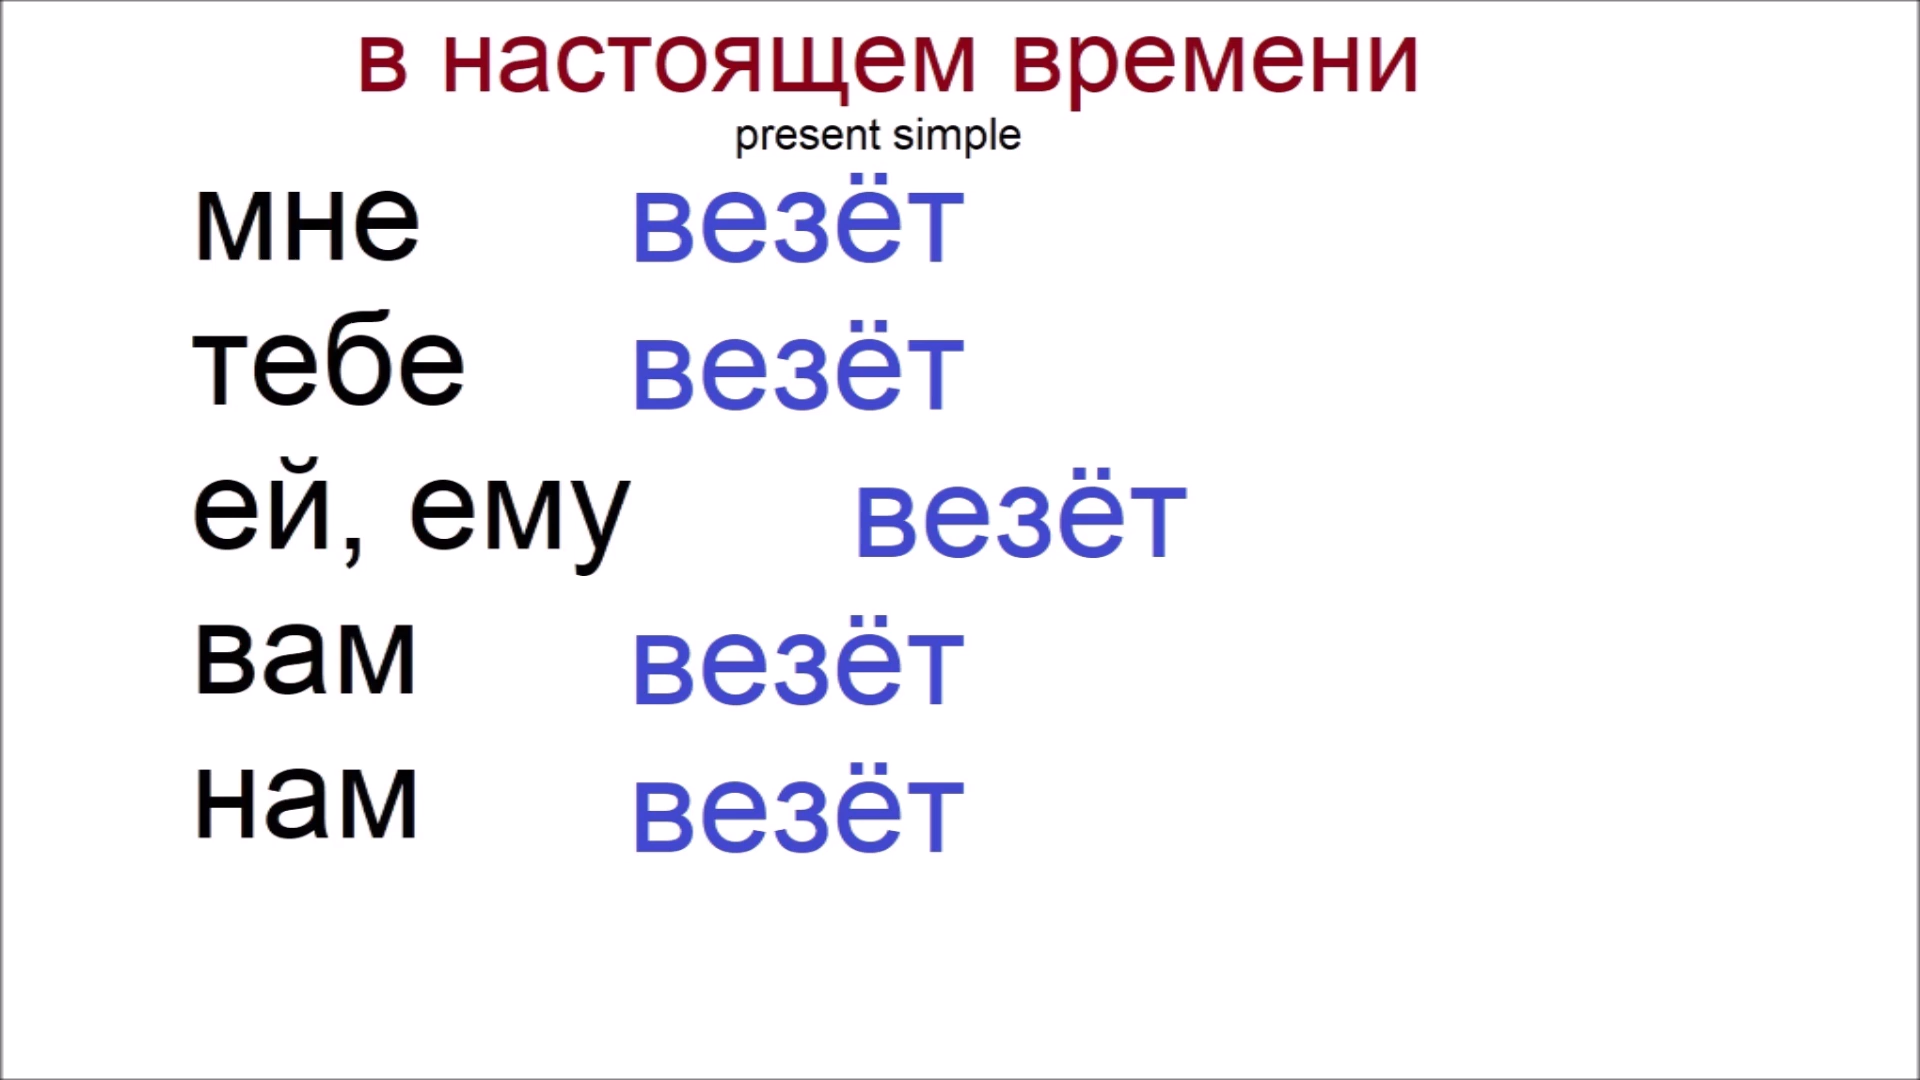 в настоящем времени
present simple
мне везёт
тебе везёт
ей, ему везёт
вам везёт
нам везёт